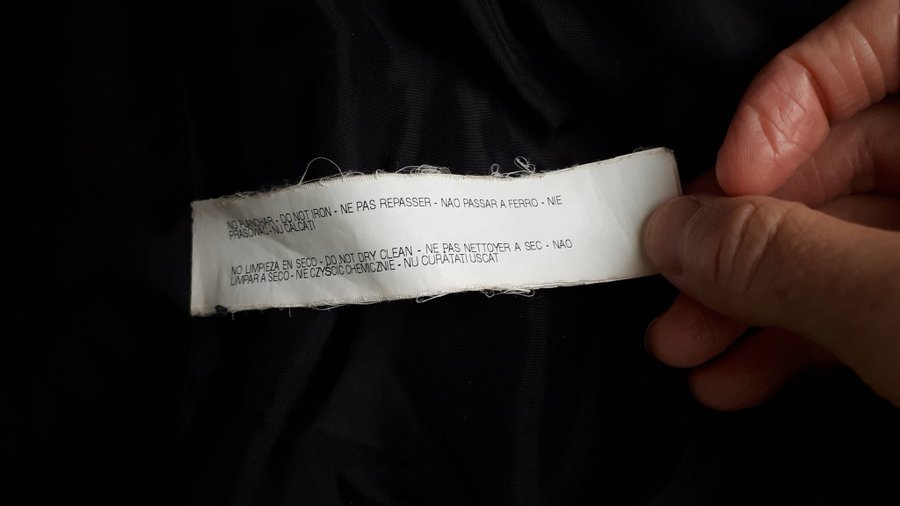 NO PLANCHAR - DO NOT IRON - NE PAS REPASSER - NAO PASSAR A FERRO - NIE
PRASOWAC-NU CALCATI
NO LIMPIEZA EN SECO - DO NOT DRY CLEAN - NE PAS NETTOYER A SEC - NAO
LIMPAR A SECO - NIE CZYSCIC CHEMICZNIE - NU CURATATI USCAT